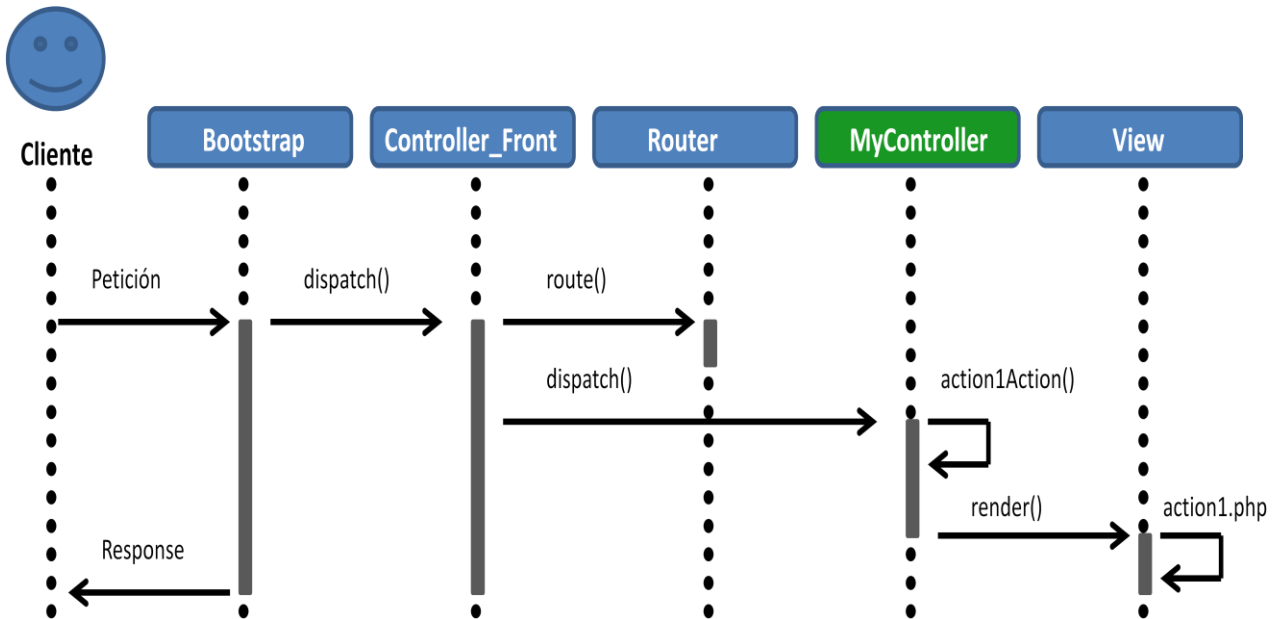 Cliente
Bootstrap
Controller_Front
Router
MyController
View
Petición
dispatch()
route()
dispatch()
action1Action()
render()
action1.php
Response